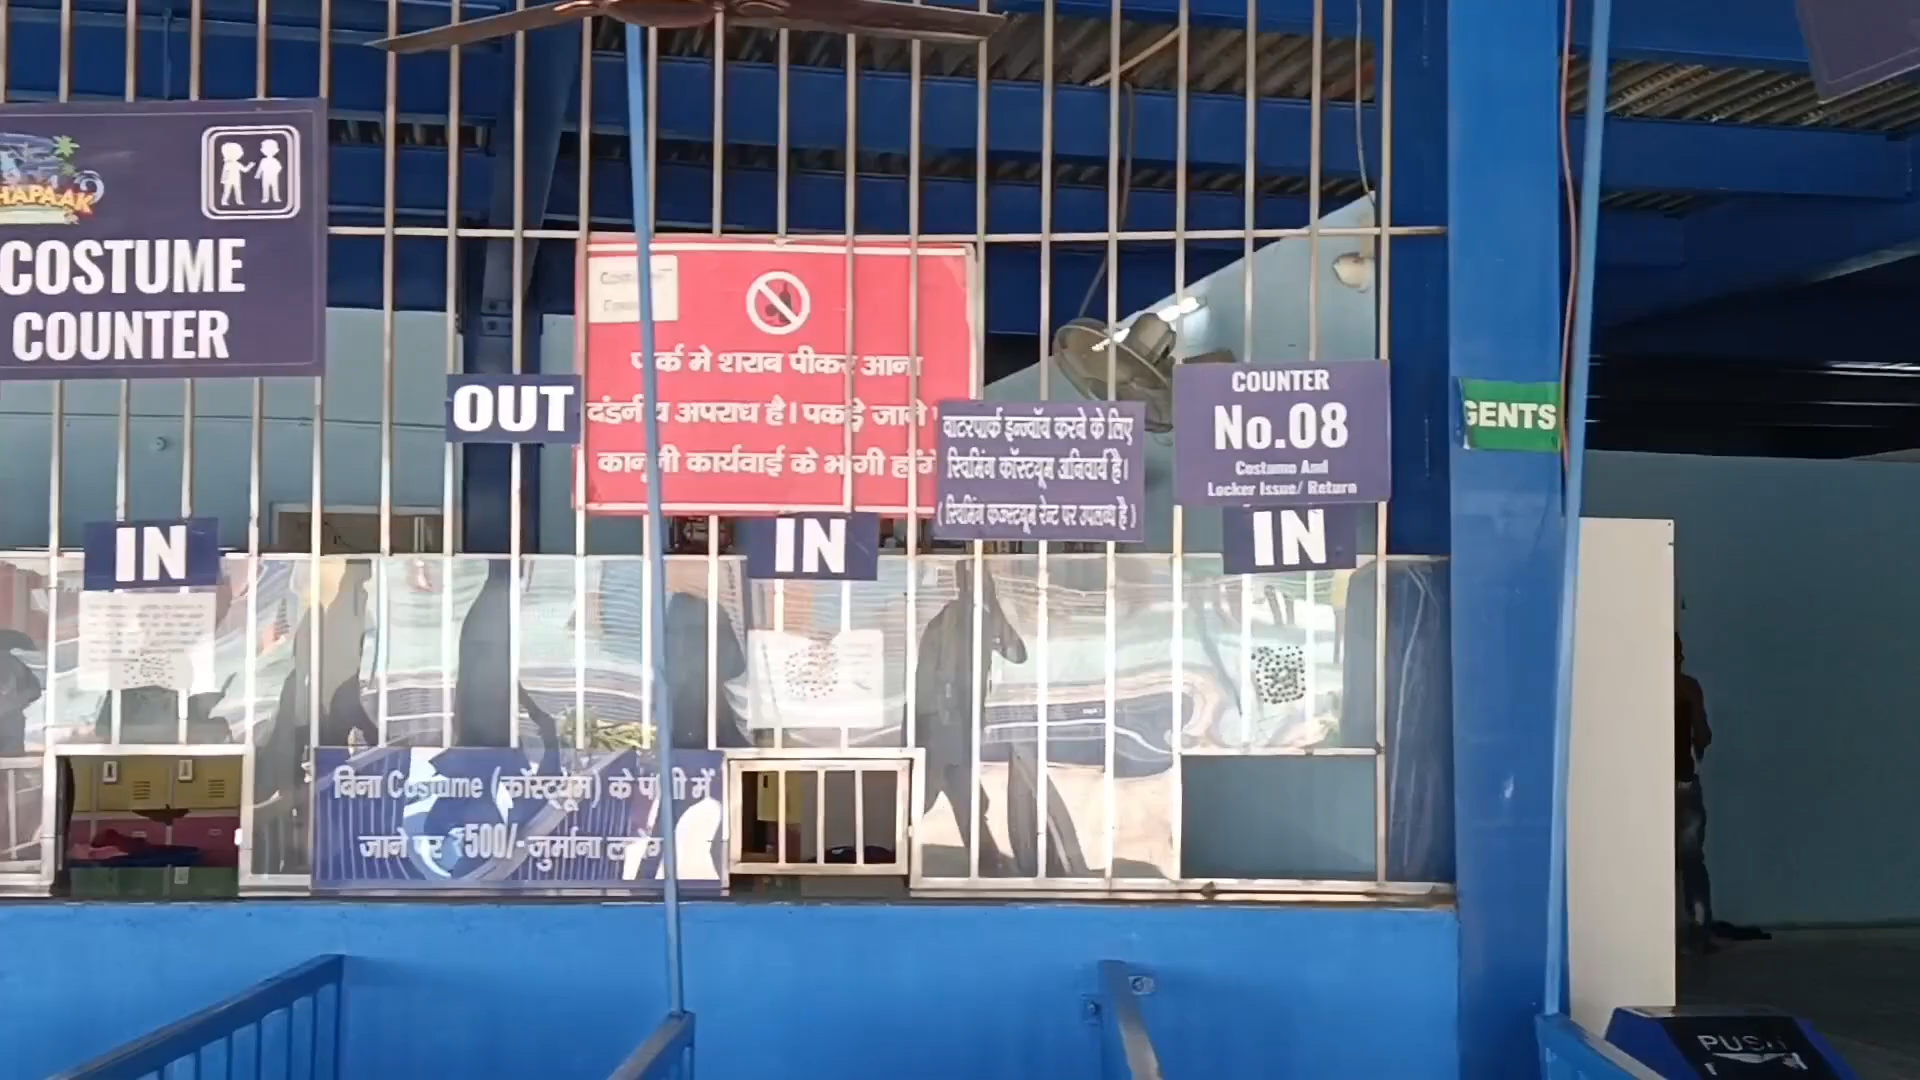 HAPAAK
COSTUME
COUNTER
OUT
IN
पार्क मे शराब पीकर आना
दंडनीय अपराध है। पकड़े जाने
कानूनी कार्यवाई के भागी होंगे
वाटरपार्क इन्जॉय करने के लिए
स्विमिंग कॉस्ट्यूम अनिवार्य है।
( स्विमिंग कॉस्ट्यूम रेन्ट पर उपलब्ध है )
IN
COUNTER
No.08
Costume And
Locker Issue/ Return
IN
GENTS
बिना Costume (कॉस्ट्यूम) के पानी में
जाने पर ₹500/- जुर्माना लगेगा
PUSH